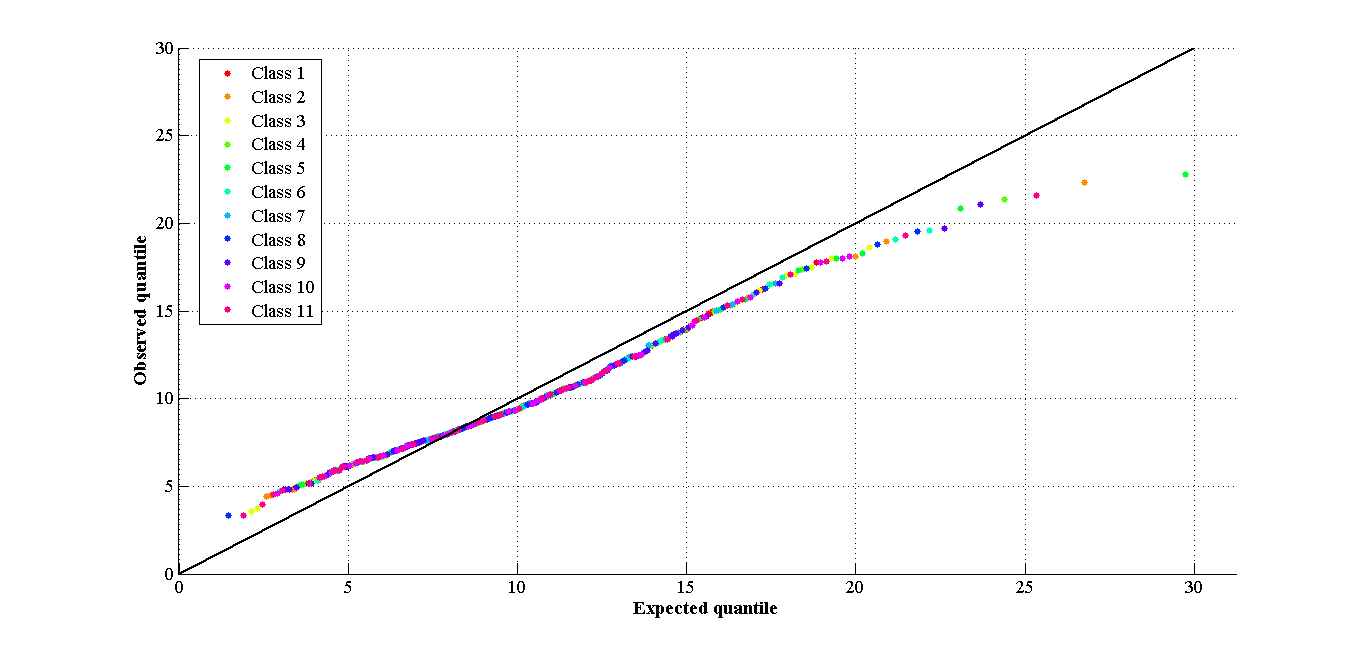 30
25
20
15
10
5
0
Observed quantile
Class 1
Class 2
Class 3
Class 4
Class 5
Class 6
Class 7
Class 8
Class 9
Class 10
Class 11
0 5 10 15 20 25 30
Expected quantile